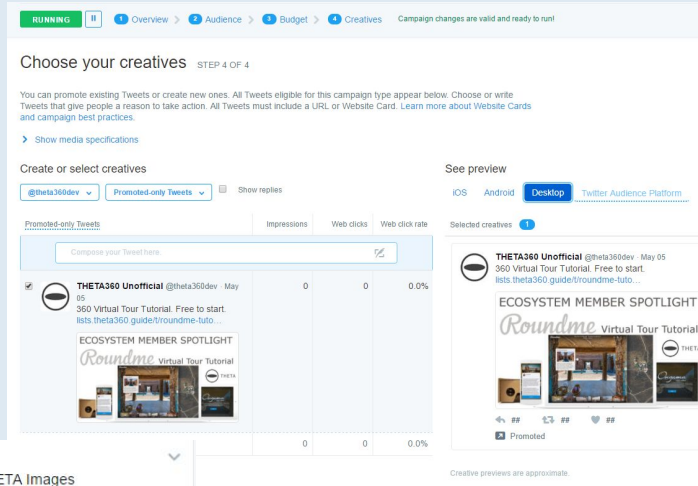 RUNNING 1 Overview > 2 Audience > 3 Budget > 4 Creatives Campaign changes are valid and ready to run!
Choose your creatives STEP 4 OF 4
You can promote existing Tweets or create new ones. All Tweets eligible for this campaign type appear below. Choose or write
Tweets that give people a reason to take action. All Tweets must include a URL or Website Card. Learn more about Website Cards
and campaign best practices.
Show media specifications
Create or select creatives
@theta360dev Promoted-only Tweets Show replies
Promoted-only Tweets Impressions Web clicks Web click rate
Compose your Tweet here.
THETA360 Unofficial @theta360dev · May
05
360 Virtual Tour Tutorial. Free to start.
lists.theta360.guide/t/roundme-tuto...
0 0 0.0%
ECOSYSTEM MEMBER SPOTLIGHT
Roundme Virtual Tour Tutorial
THETA
0 0 0.0%
ETA Images
See preview
iOS Android Desktop Twitter Audience Platform
Selected creatives 1
THETA360 Unofficial @theta360dev · May 05
360 Virtual Tour Tutorial. Free to start.
lists.theta360.guide/t/roundme-tuto...
ECOSYSTEM MEMBER SPOTLIGHT
Roundme Virtual Tour Tutorial
THETA
## ## ##
Promoted
Creative previews are approximate.